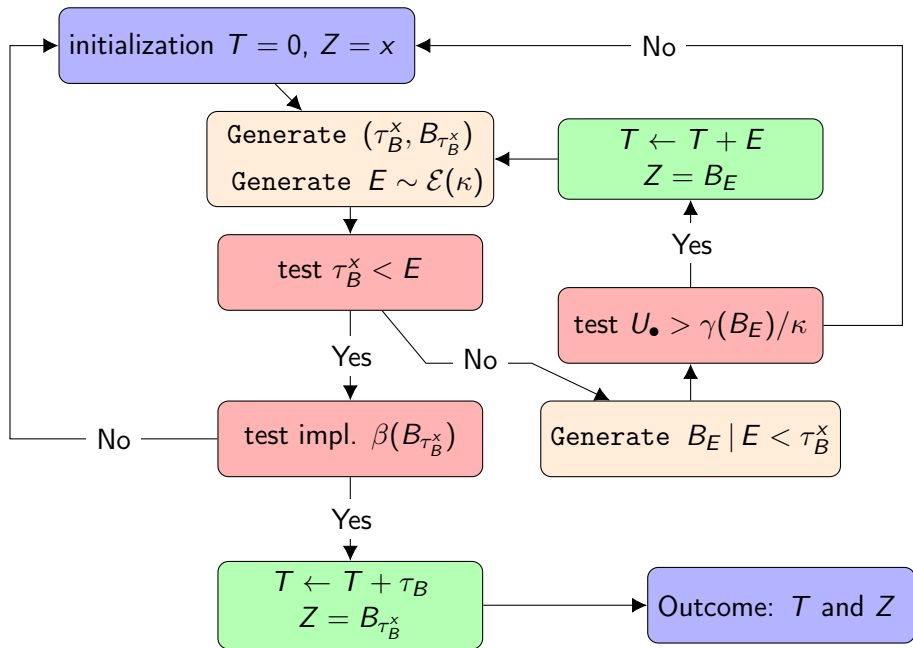 initialization T = 0, Z = x
No
Generate (τ_B^x, B_{τ_B^x})
Generate E ∼ ℰ(κ)
T ← T + E
Z = B_E
Yes
test τ_B^x < E
test U_• > γ(B_E)/κ
Yes
No
test impl. β(B_{τ_B^x})
Generate B_E | E < τ_B^x
No
Yes
T ← T + τ_B
Z = B_{τ_B^x}
Outcome: T and Z